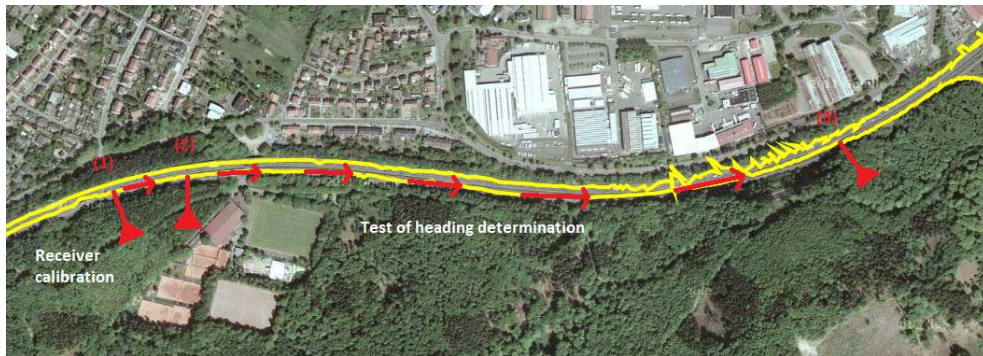 (1)
(2)
(3)
Test of heading determination
Receiver
calibration